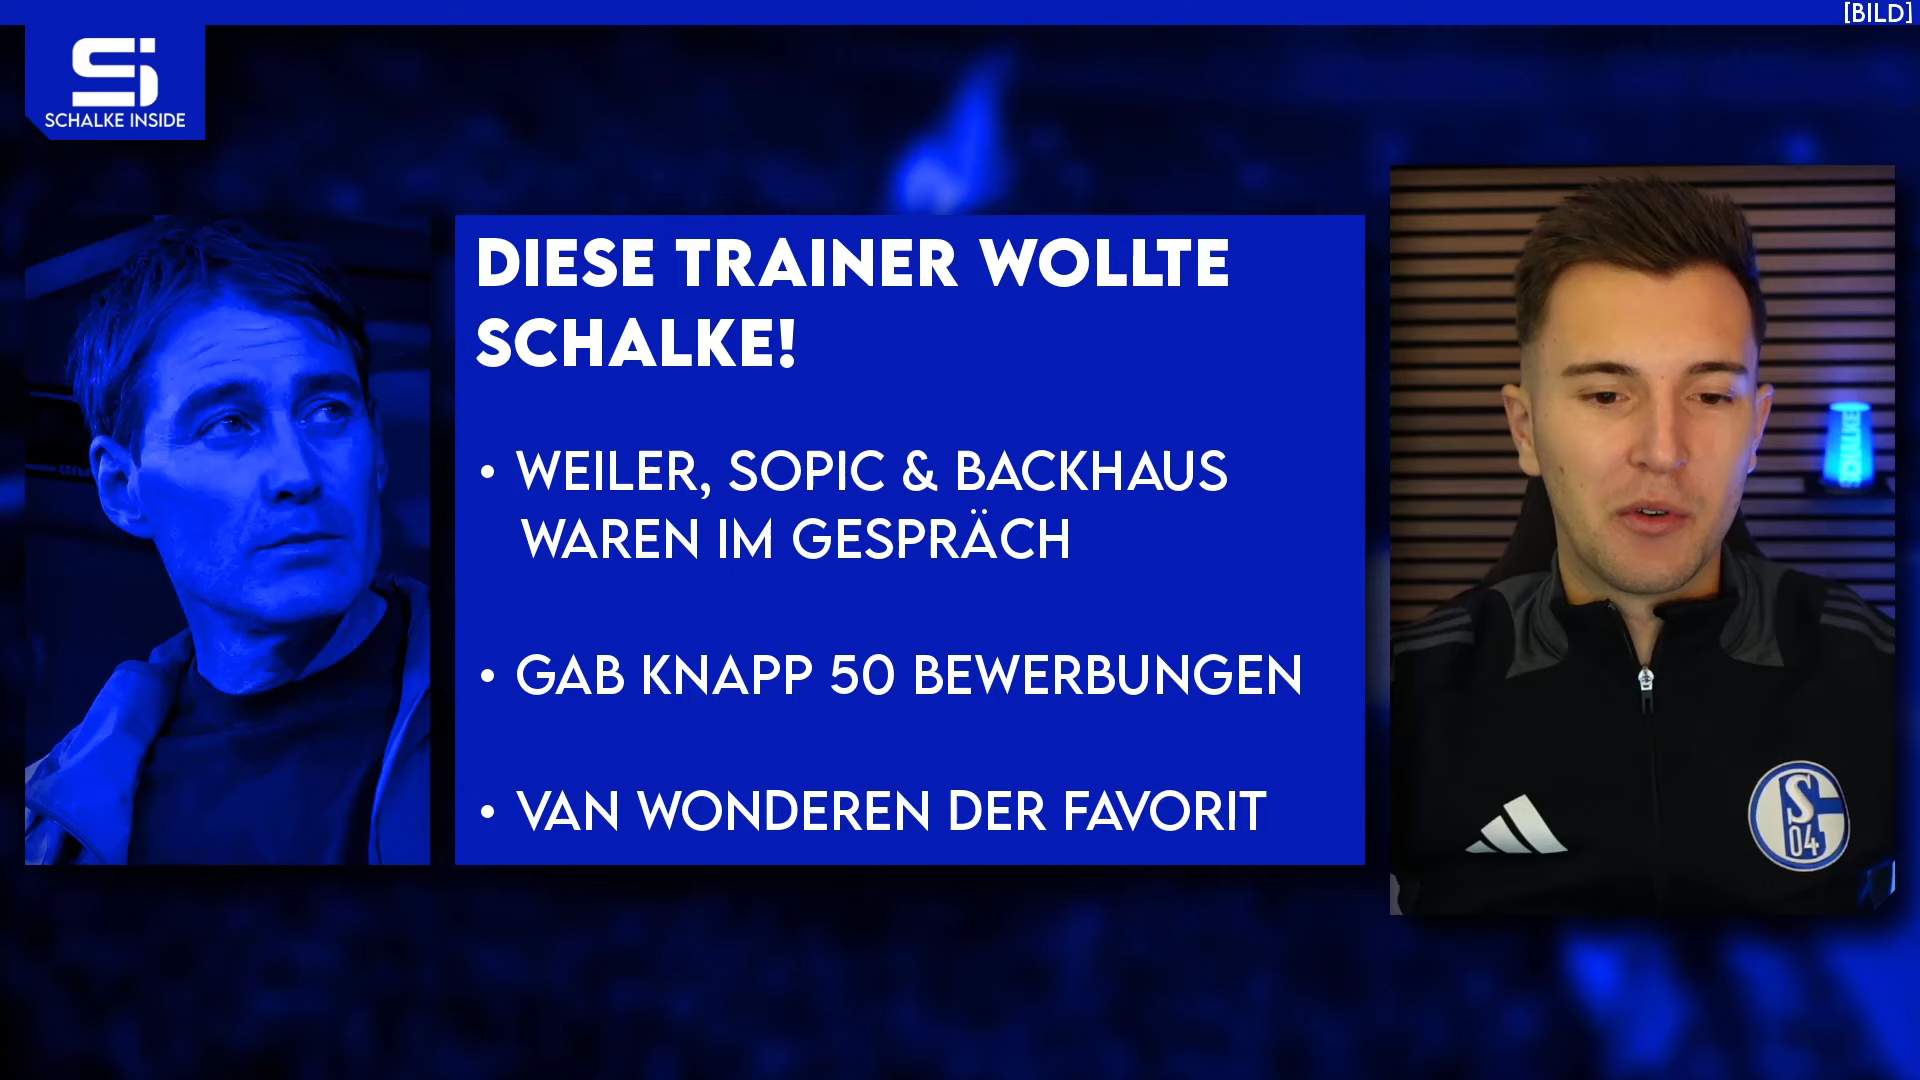 [BILD]
SCHALKE INSIDE
DIESE TRAINER WOLLTE
SCHALKE!
• WEILER, SOPIC & BACKHAUS
WAREN IM GESPRÄCH
• GAB KNAPP 50 BEWERBUNGEN
• VAN WONDEREN DER FAVORIT
SCHALKE
S
04